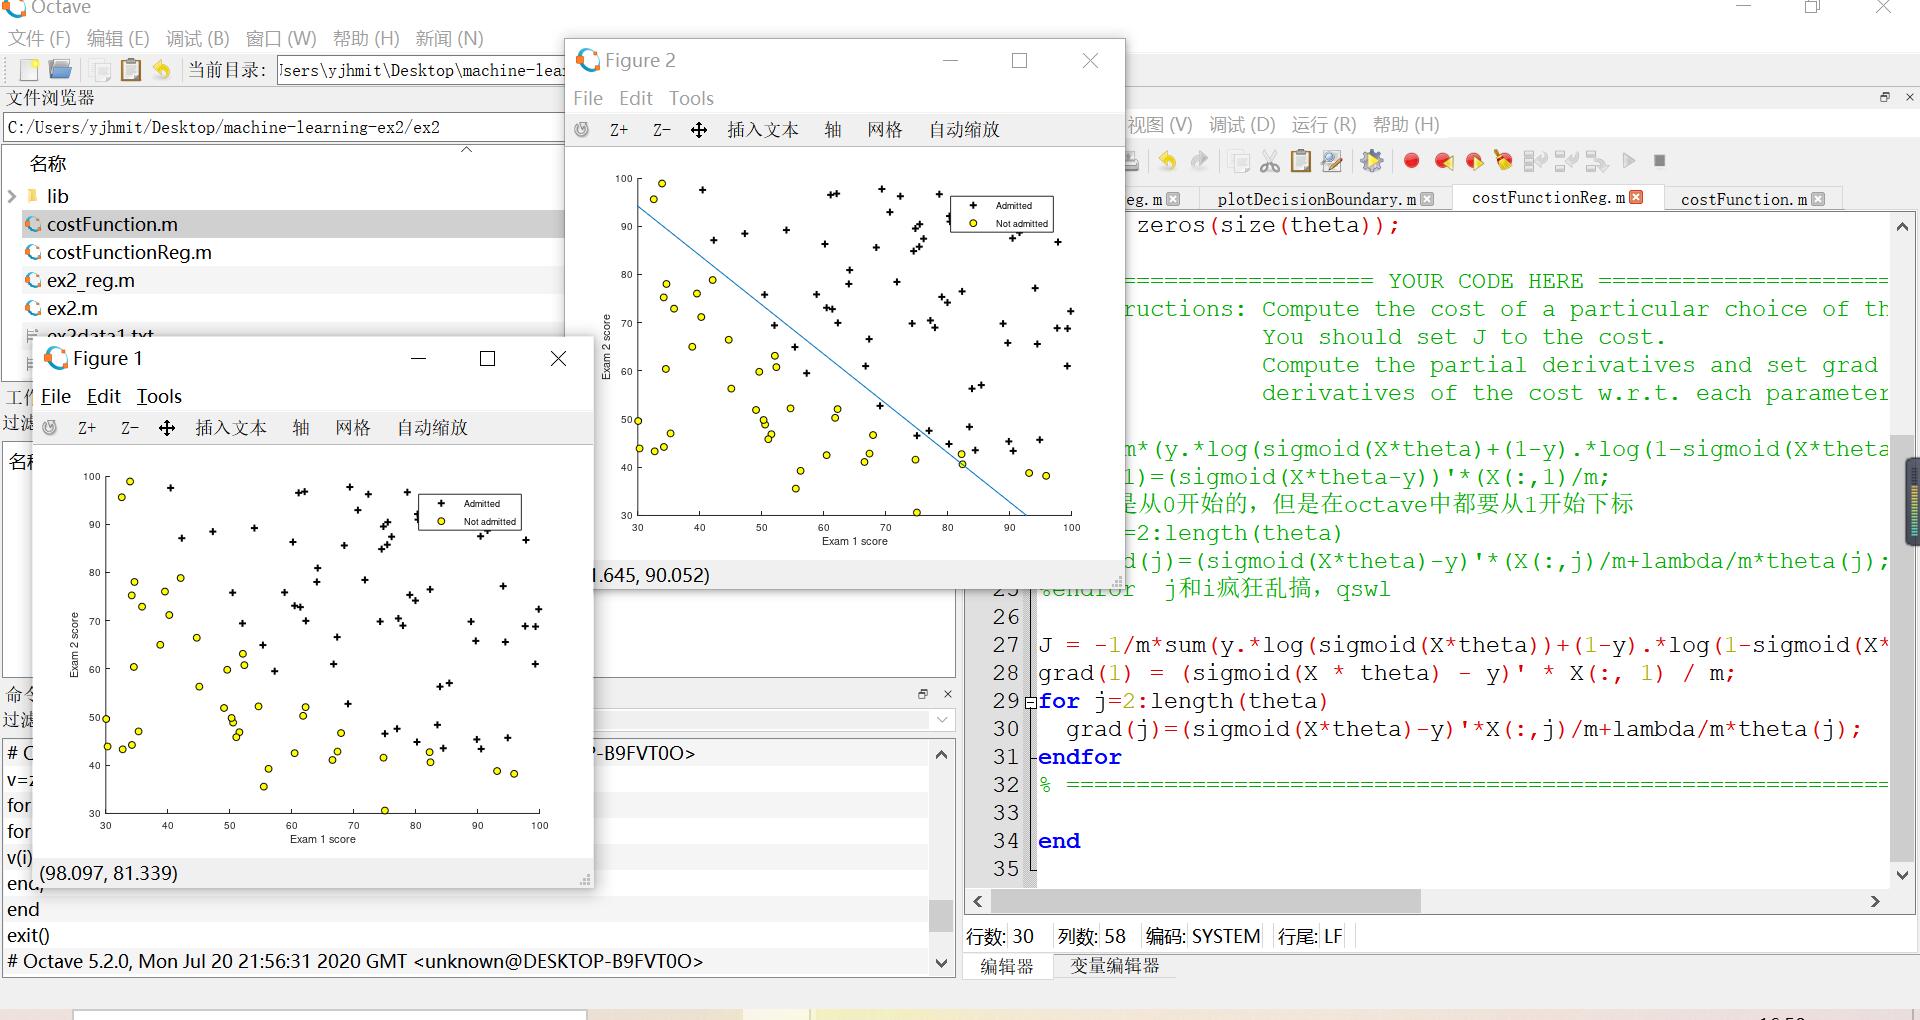 Octave
文件 (F) 编辑 (E) 调试 (B) 窗口 (W) 帮助 (H) 新闻 (N)
当前目录:
Jsers\yjhmit\Desktop\machine-lear
文件浏览器
C:/Users/yjhmit/Desktop/machine-learning-ex2/ex2
名称
lib
costFunction.m
costFunctionReg.m
ex2_reg.m
ex2.m
ex2data1.txt
Figure 2
File Edit Tools
Z+ Z- 插入文本 轴 网格 自动缩放
100
90
80
70
60
50
40
30
30 40 50 60 70 80 90 100
Exam 2 score
Exam 1 score
Admitted
Not admitted
1.645, 90.052)
Figure 1
File Edit Tools
Z+ Z- 插入文本 轴 网格 自动缩放
100
90
80
70
60
50
40
30
30 40 50 60 70 80 90 100
Exam 2 score
Exam 1 score
Admitted
Not admitted
(98.097, 81.339)
DP-B9FVT0O>
for
for
v(i)
end,
end
exit()
# Octave 5.2.0, Mon Jul 20 21:56:31 2020 GMT <unknown@DESKTOP-B9FVT0O>
视图 (V) 调试 (D) 运行 (R) 帮助 (H)
eg.m plotDecisionBoundary.m costFunctionReg.m costFunction.m
zeros(size(theta));
==================== YOUR CODE HERE =====================
ructions: Compute the cost of a particular choice of th
You should set J to the cost.
Compute the partial derivatives and set grad
derivatives of the cost w.r.t. each parameter
m*(y.*log(sigmoid(X*theta)+(1-y).*log(1-sigmoid(X*theta
1)=(sigmoid(X*theta-y))'*(X(:,1)/m;
是从0开始的，但是在octave中都要从1开始下标
=2:length(theta)
d(j)=(sigmoid(X*theta)-y)'*(X(:,j)/m+lambda/m*theta(j);
25 %endfor j和i疯狂乱搞，qswl
26
27 J = -1/m*sum(y.*log(sigmoid(X*theta))+(1-y).*log(1-sigmoid(X*
28 grad(1) = (sigmoid(X * theta) - y)' * X(:, 1) / m;
29 for j=2:length(theta)
30 grad(j)=(sigmoid(X*theta)-y)'*X(:,j)/m+lambda/m*theta(j);
31 endfor
32 % ===========================================================
33
34 end
35
行数: 30 列数: 58 编码: SYSTEM 行尾: LF
编辑器 变量编辑器